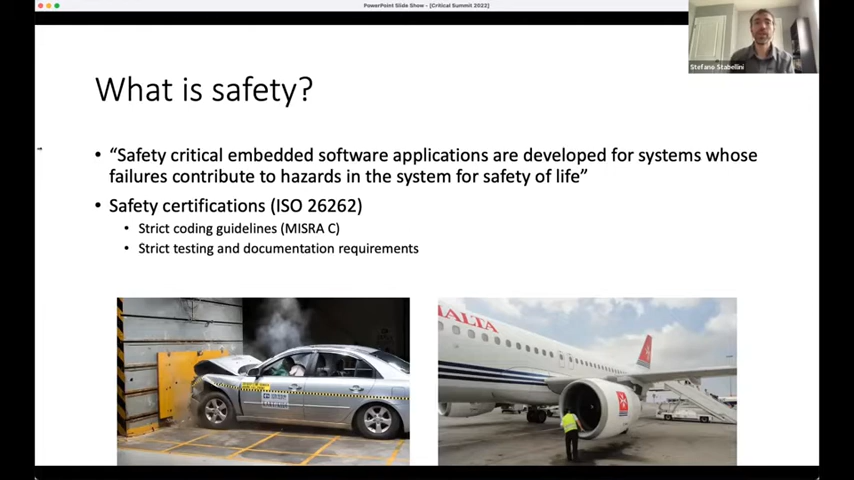 PowerPoint Slide Show - [Critical Summit 2022]
Stefano Stabellini
What is safety?
• “Safety critical embedded software applications are developed for systems whose
failures contribute to hazards in the system for safety of life”
• Safety certifications (ISO 26262)
• Strict coding guidelines (MISRA C)
• Strict testing and documentation requirements
MALTA